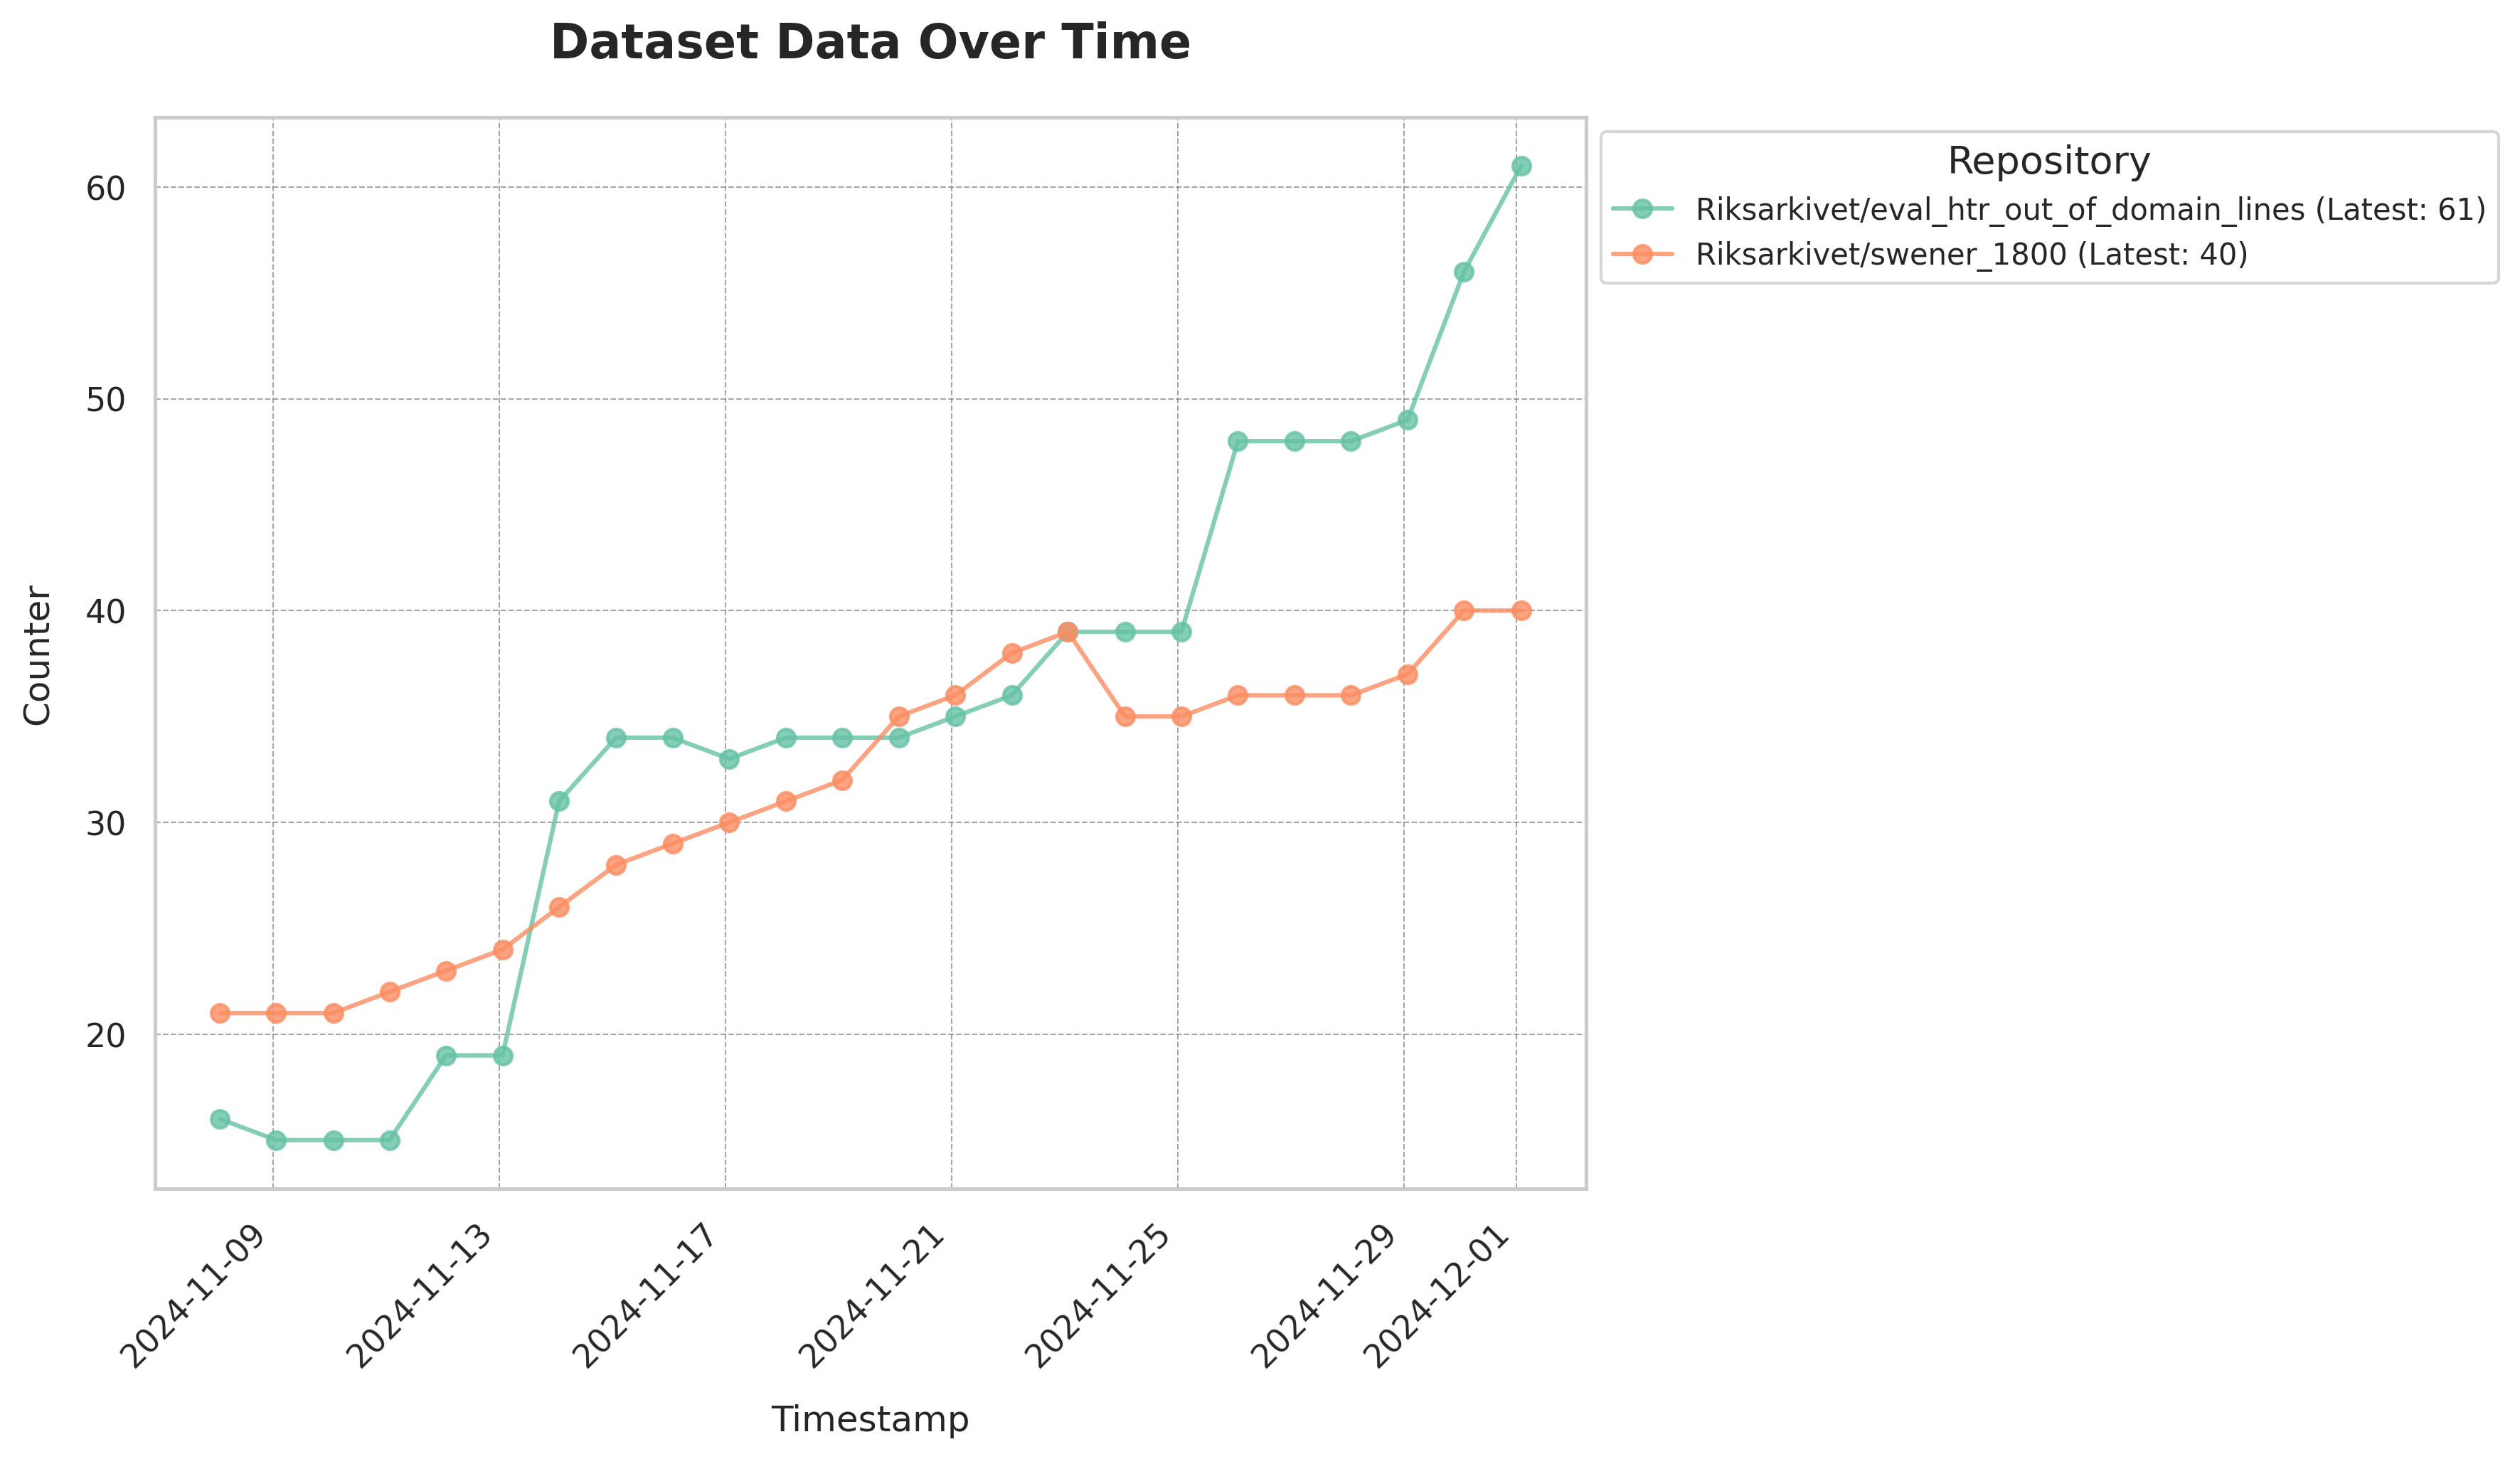 Dataset Data Over Time
Repository
Riksarkivet/eval_htr_out_of_domain_lines (Latest: 61)
Riksarkivet/swener_1800 (Latest: 40)
Counter
60
50
40
30
20
2024-11-09
2024-11-13
2024-11-17
2024-11-21
2024-11-25
2024-11-29
2024-12-01
Timestamp